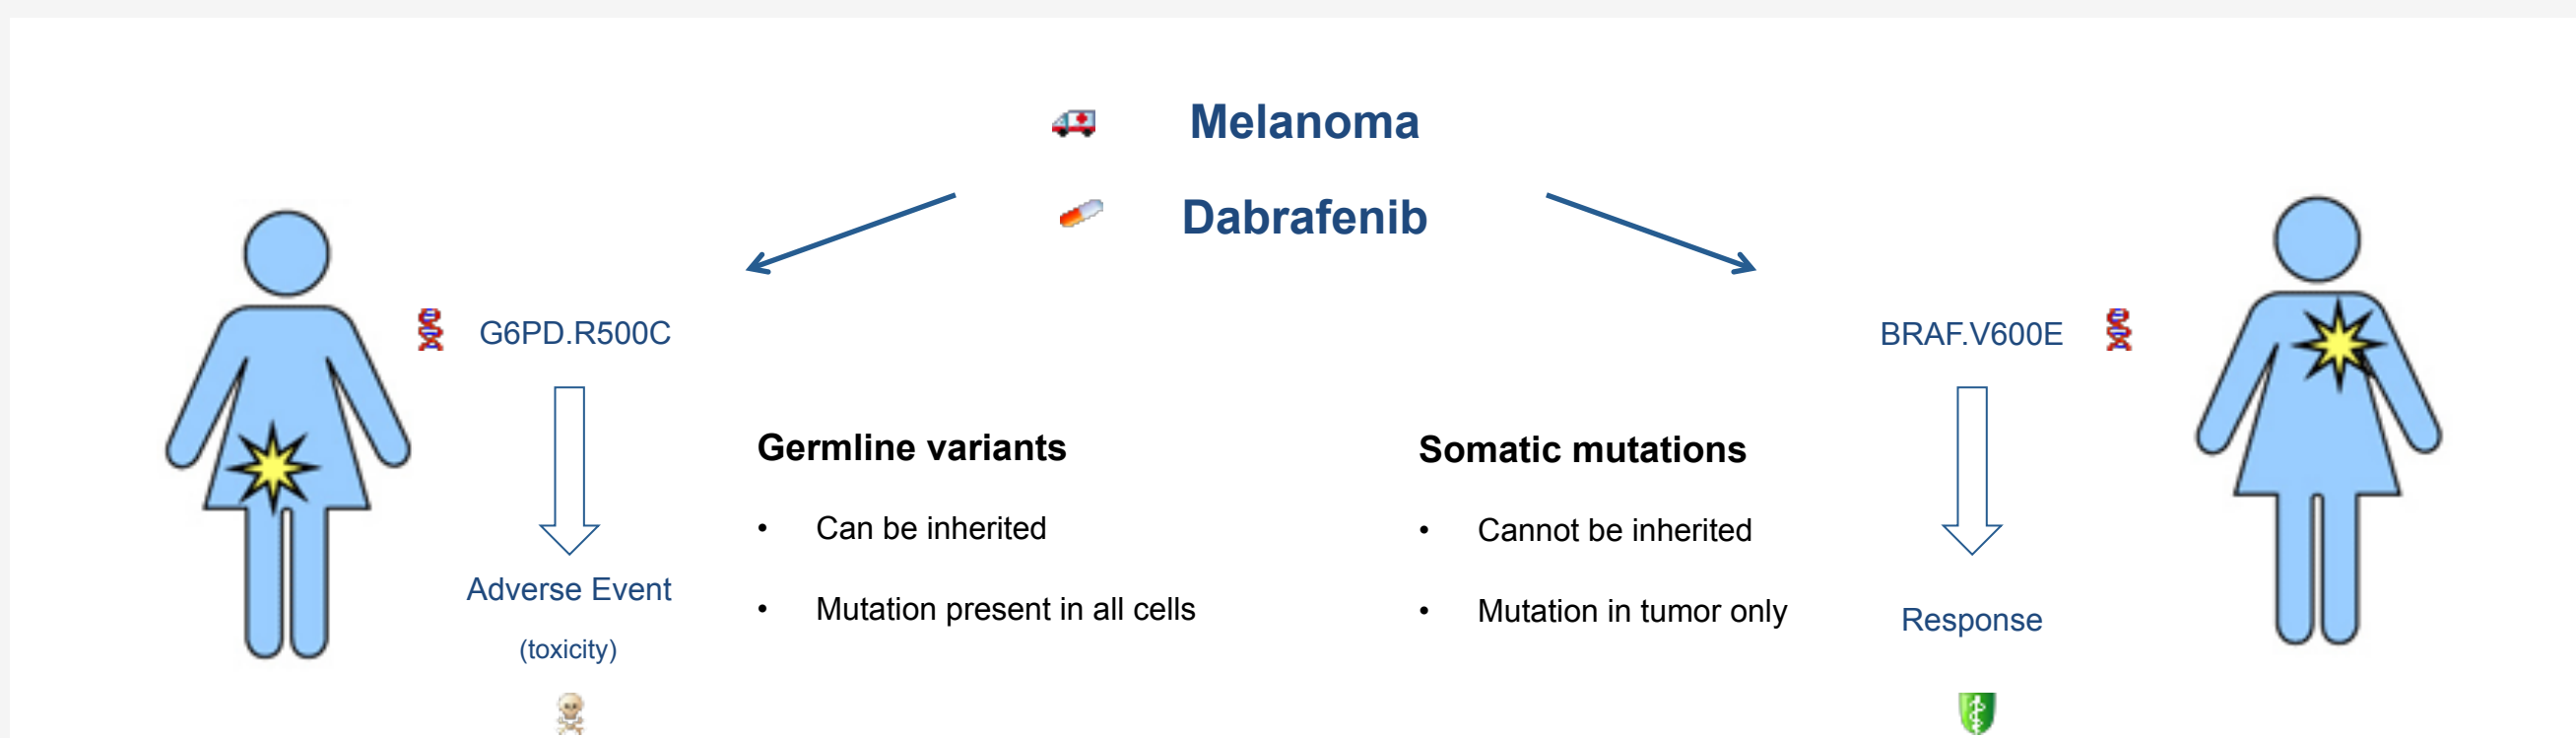 Melanoma
Dabrafenib
G6PD.R500C
Adverse Event
(toxicity)
Germline variants
• Can be inherited
• Mutation present in all cells
Somatic mutations
• Cannot be inherited
• Mutation in tumor only
BRAF.V600E
Response